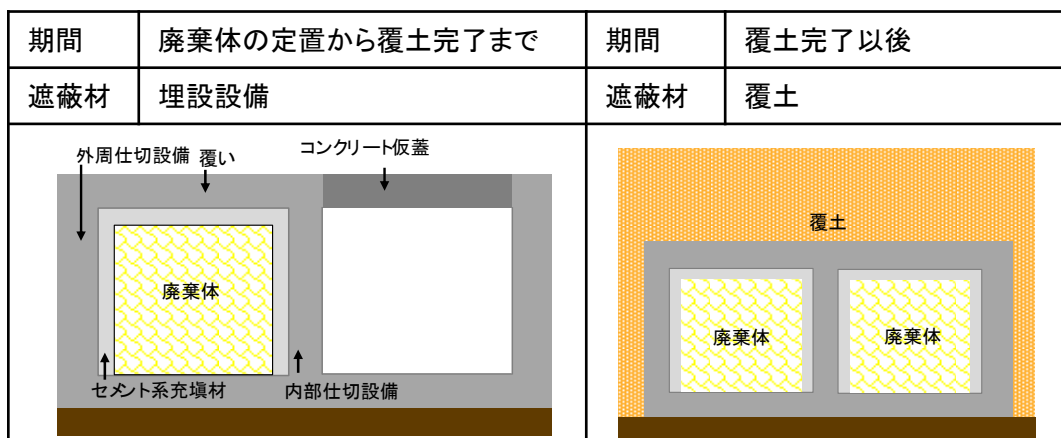 期間 廃棄体の定置から覆土完了まで 期間 覆土完了以後
遮蔽材 埋設設備 遮蔽材 覆土
外周仕切設備 覆い コンクリート仮蓋
廃棄体
セメント系充塡材 内部仕切設備
覆土
廃棄体 廃棄体